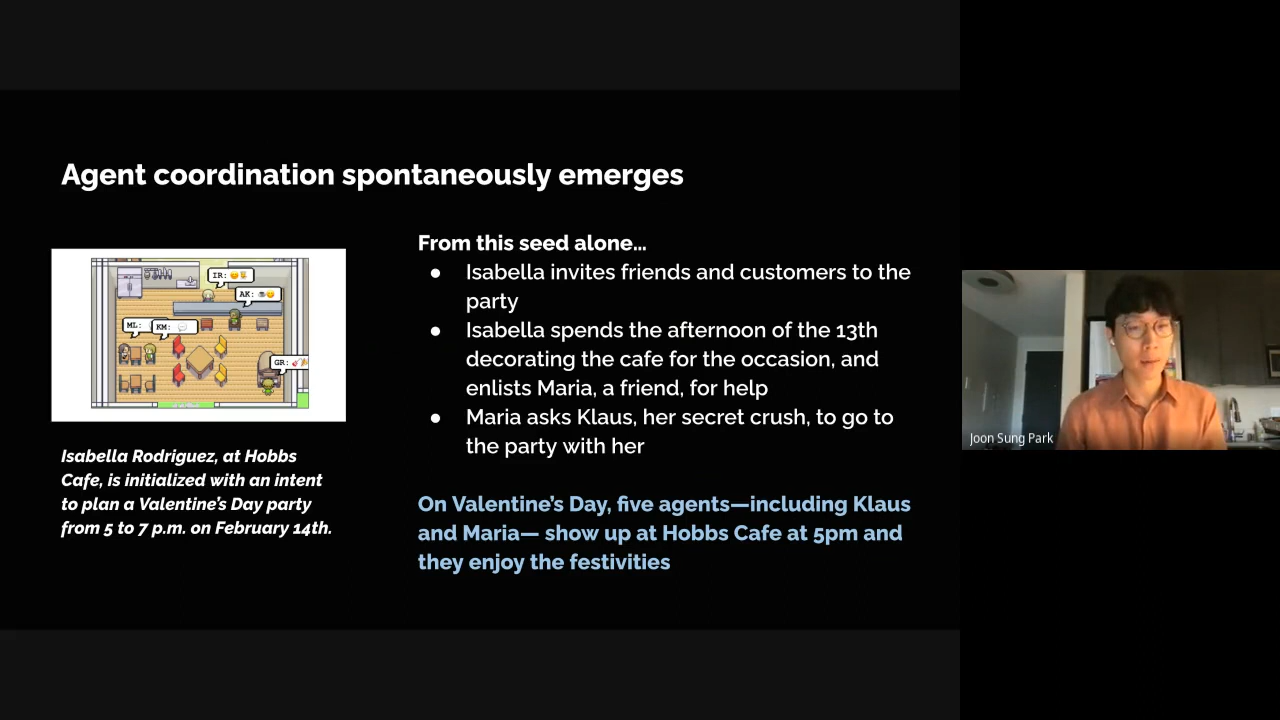 Agent coordination spontaneously emerges
IR:
AK:
ML:
KM:
GR:
Isabella Rodriguez, at Hobbs
Cafe, is initialized with an intent
to plan a Valentine's Day party
from 5 to 7 p.m. on February 14th.
From this seed alone...
● Isabella invites friends and customers to the
party
● Isabella spends the afternoon of the 13th
decorating the cafe for the occasion, and
enlists Maria, a friend, for help
● Maria asks Klaus, her secret crush, to go to
the party with her
On Valentine's Day, five agents—including Klaus
and Maria— show up at Hobbs Cafe at 5pm and
they enjoy the festivities
Joon Sung Park